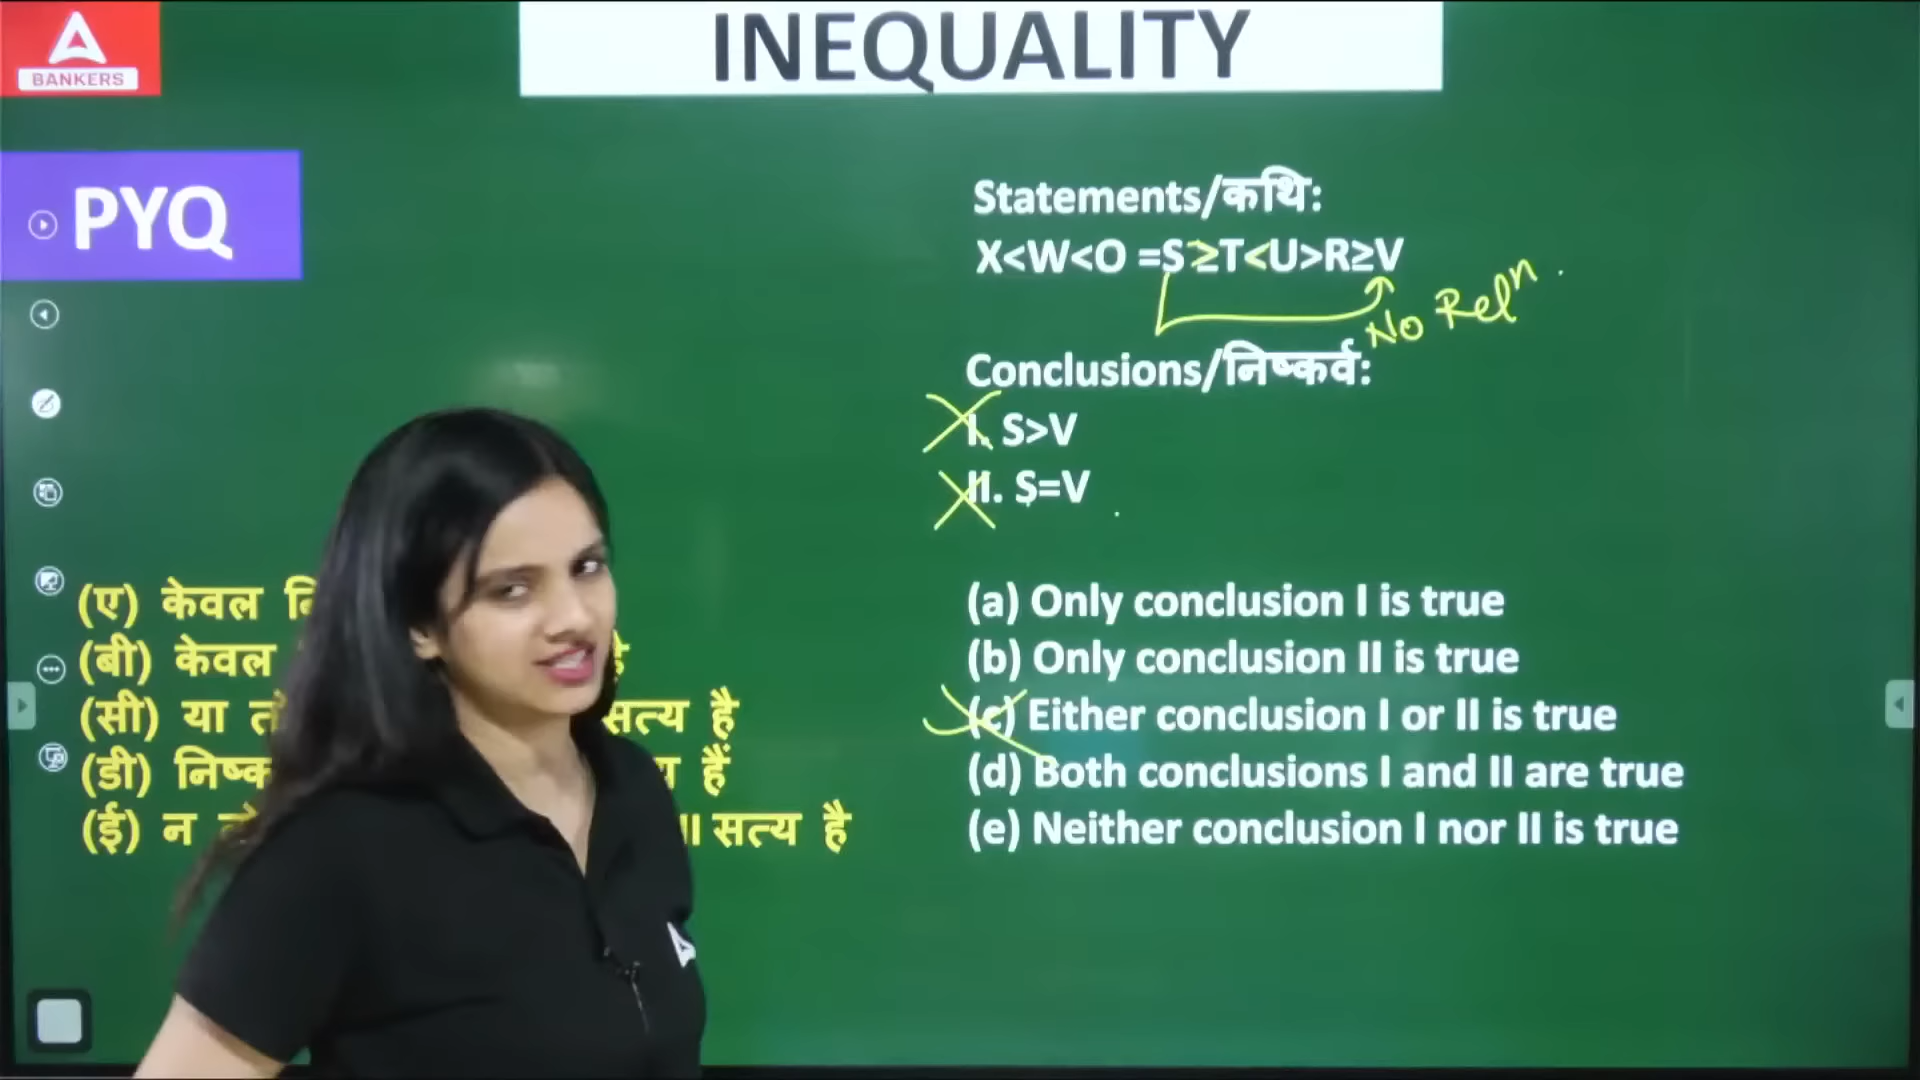 BANKERS
INEQUALITY
PYQ
Statements/कथि:
X<W<O =S ≥T<U>R≥V
No Relⁿ.
Conclusions/निष्कर्व:
I. S>V
II. S=V
(a) Only conclusion I is true
(b) Only conclusion II is true
(c) Either conclusion I or II is true
(d) Both conclusions I and II are true
(e) Neither conclusion I nor II is true
(ए) केवल
(बी) केवल
(सी) या सत्य है
(डी) हैं
(ई) न II सत्य है